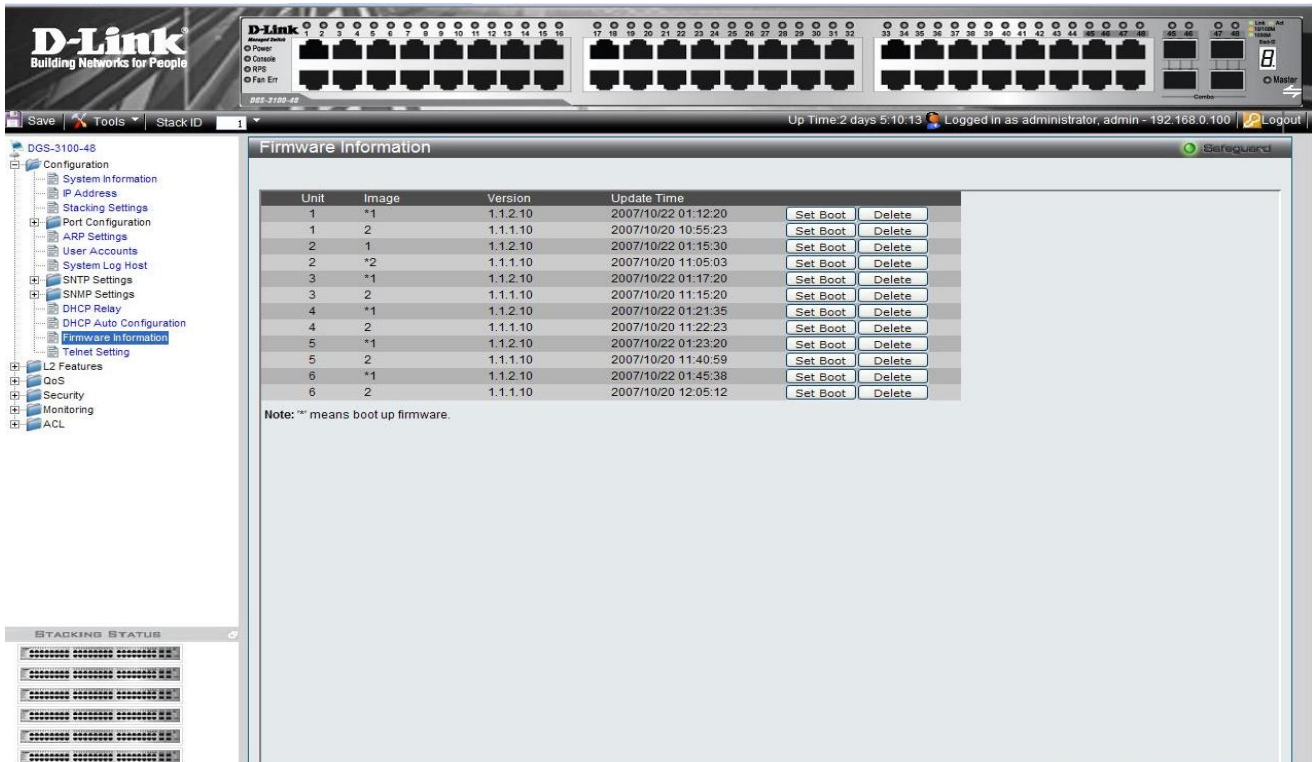 D-Link
Building Networks for People
D-Link
Managed Switch
Power
Console
RPS
Fan Err
DGS-3100-48
1 2 3 4 5 6 7 8 9 10 11 12 13 14 15 16
17 18 19 20 21 22 23 24 25 26 27 28 29 30 31 32
33 34 35 36 37 38 39 40 41 42 43 44 45 46 47 48
45 46 47 48
Link Act
Combo
Master
Save Tools Stack ID 1
Up Time:2 days 5:10:13 Logged in as administrator, admin - 192.168.0.100 Logout
DGS-3100-48
Configuration
System Information
IP Address
Stacking Settings
Port Configuration
ARP Settings
User Accounts
System Log Host
SNTP Settings
SNMP Settings
DHCP Relay
DHCP Auto Configuration
Firmware Information
Telnet Setting
L2 Features
QoS
Security
Monitoring
ACL
STACKING STATUS
Firmware Information
Safeguard
Unit Image Version Update Time
1 *1 1.1.2.10 2007/10/22 01:12:20 Set Boot Delete
1 2 1.1.1.10 2007/10/20 10:55:23 Set Boot Delete
2 1 1.1.2.10 2007/10/22 01:15:30 Set Boot Delete
2 *2 1.1.1.10 2007/10/20 11:05:03 Set Boot Delete
3 *1 1.1.2.10 2007/10/22 01:17:20 Set Boot Delete
3 2 1.1.1.10 2007/10/20 11:15:20 Set Boot Delete
4 *1 1.1.2.10 2007/10/22 01:21:35 Set Boot Delete
4 2 1.1.1.10 2007/10/20 11:22:23 Set Boot Delete
5 *1 1.1.2.10 2007/10/22 01:23:20 Set Boot Delete
5 2 1.1.1.10 2007/10/20 11:40:59 Set Boot Delete
6 *1 1.1.2.10 2007/10/22 01:45:38 Set Boot Delete
6 2 1.1.1.10 2007/10/20 12:05:12 Set Boot Delete
Note: '*' means boot up firmware.